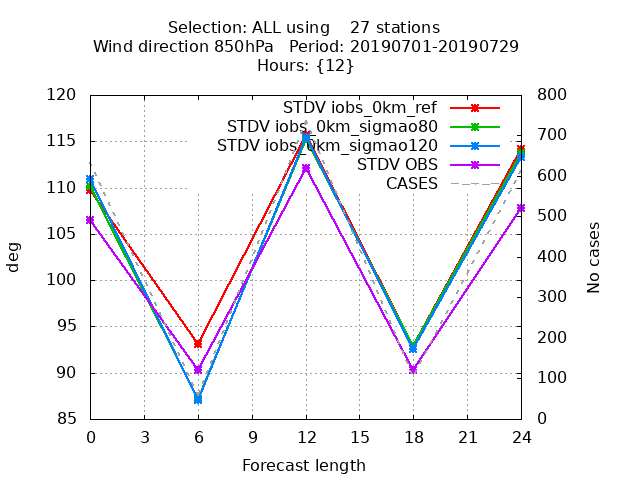 Selection: ALL using 27 stations
Wind direction 850hPa Period: 20190701-20190729
Hours: {12}
STDV iobs_0km_ref
STDV iobs_0km_sigmao80
STDV iobs_0km_sigmao120
STDV OBS
CASES
120
115
110
105
100
95
90
85
800
700
600
500
400
300
200
100
0
deg
No cases
0 3 6 9 12 15 18 21 24
Forecast length